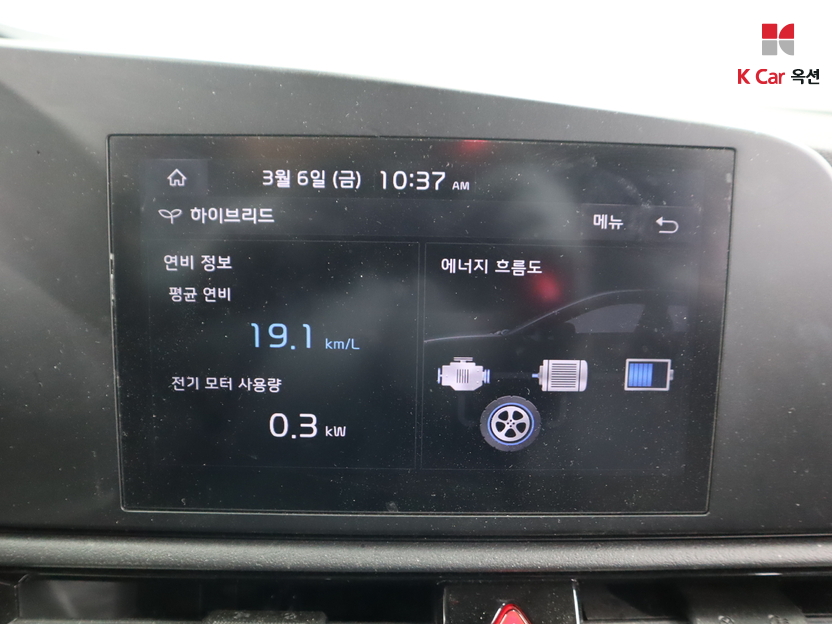 K Car 옥션
3월 6일 (금) 10:37 AM
하이브리드 메뉴
연비 정보
평균 연비
19.1 km/L
전기 모터 사용량
0.3 kW
에너지 흐름도